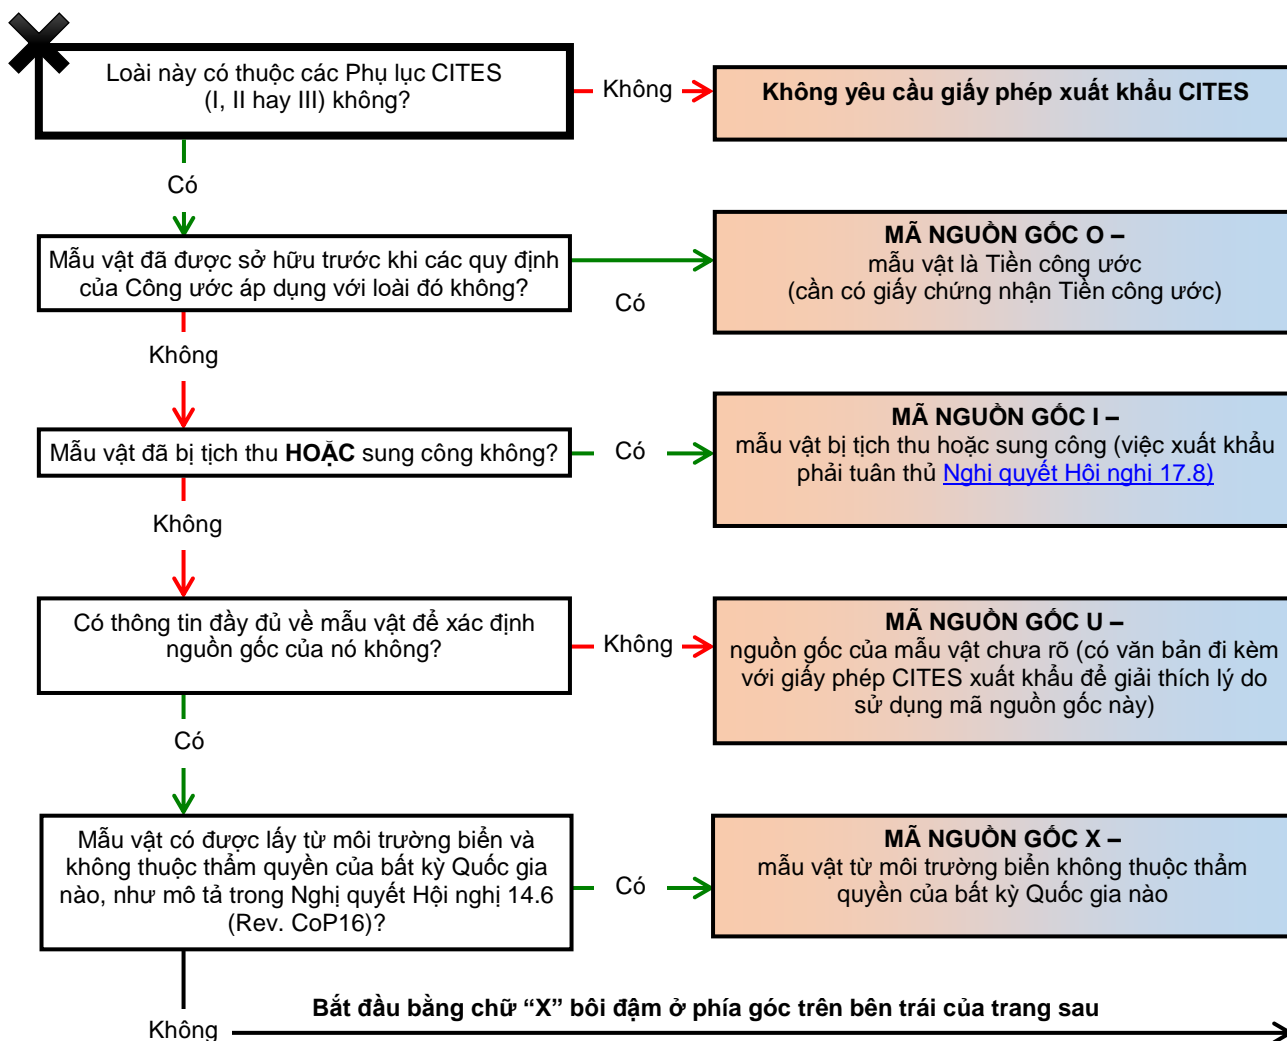 Loài này có thuộc các Phụ lục CITES
(I, II hay III) không?
Không
Không yêu cầu giấy phép xuất khẩu CITES
Có
Mẫu vật đã được sở hữu trước khi các quy định
của Công ước áp dụng với loài đó không?
Có
MÃ NGUỒN GỐC O –
mẫu vật là Tiền công ước
(cần có giấy chứng nhận Tiền công ước)
Không
Mẫu vật đã bị tịch thu HOẶC sung công không?
Có
MÃ NGUỒN GỐC I –
mẫu vật bị tịch thu hoặc sung công (việc xuất khẩu
phải tuân thủ Nghị quyết Hội nghị 17.8)
Không
Có thông tin đầy đủ về mẫu vật để xác định
nguồn gốc của nó không?
Không
MÃ NGUỒN GỐC U –
nguồn gốc của mẫu vật chưa rõ (có văn bản đi kèm
với giấy phép CITES xuất khẩu để giải thích lý do
sử dụng mã nguồn gốc này)
Có
Mẫu vật có được lấy từ môi trường biển và
không thuộc thẩm quyền của bất kỳ Quốc gia
nào, như mô tả trong Nghị quyết Hội nghị 14.6
(Rev. CoP16)?
Có
MÃ NGUỒN GỐC X –
mẫu vật từ môi trường biển không thuộc thẩm
quyền của bất kỳ Quốc gia nào
Bắt đầu bằng chữ “X” bôi đậm ở phía góc trên bên trái của trang sau
Không